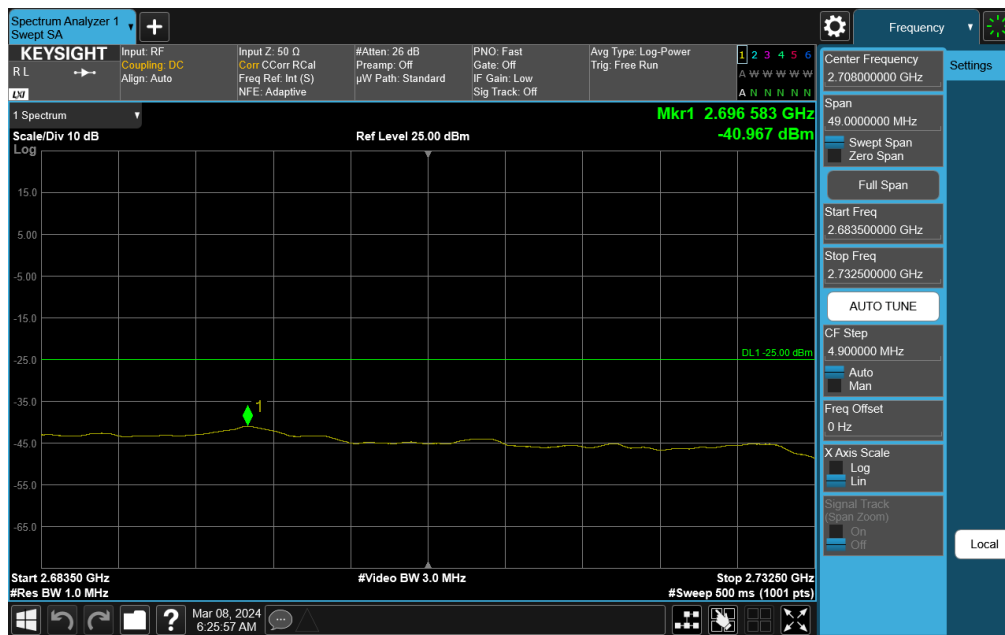 Spectrum Analyzer 1
Swept SA
Frequency
KEYSIGHT
R L
LXI
Input: RF
Coupling: DC
Align: Auto
Input Z: 50 Ω
Corr CCorr RCal
Freq Ref: Int (S)
NFE: Adaptive
#Atten: 26 dB
Preamp: Off
µW Path: Standard
PNO: Fast
Gate: Off
IF Gain: Low
Sig Track: Off
Avg Type: Log-Power
Trig: Free Run
1 2 3 4 5 6
A W W W W W
A N N N N N
1 Spectrum
Scale/Div 10 dB
Log
Ref Level 25.00 dBm
Mkr1 2.696 583 GHz
-40.967 dBm
15.0
5.00
-5.00
-15.0
-25.0
-35.0
-45.0
-55.0
-65.0
DL1 -25.00 dBm
1
Start 2.68350 GHz
#Res BW 1.0 MHz
#Video BW 3.0 MHz
Stop 2.73250 GHz
#Sweep 500 ms (1001 pts)
Center Frequency
2.708000000 GHz
Settings
Span
49.0000000 MHz
Swept Span
Zero Span
Full Span
Start Freq
2.683500000 GHz
Stop Freq
2.732500000 GHz
AUTO TUNE
CF Step
4.900000 MHz
Auto
Man
Freq Offset
0 Hz
X Axis Scale
Log
Lin
Signal Track
(Span Zoom)
On
Off
Local
?
Mar 08, 2024
6:25:57 AM